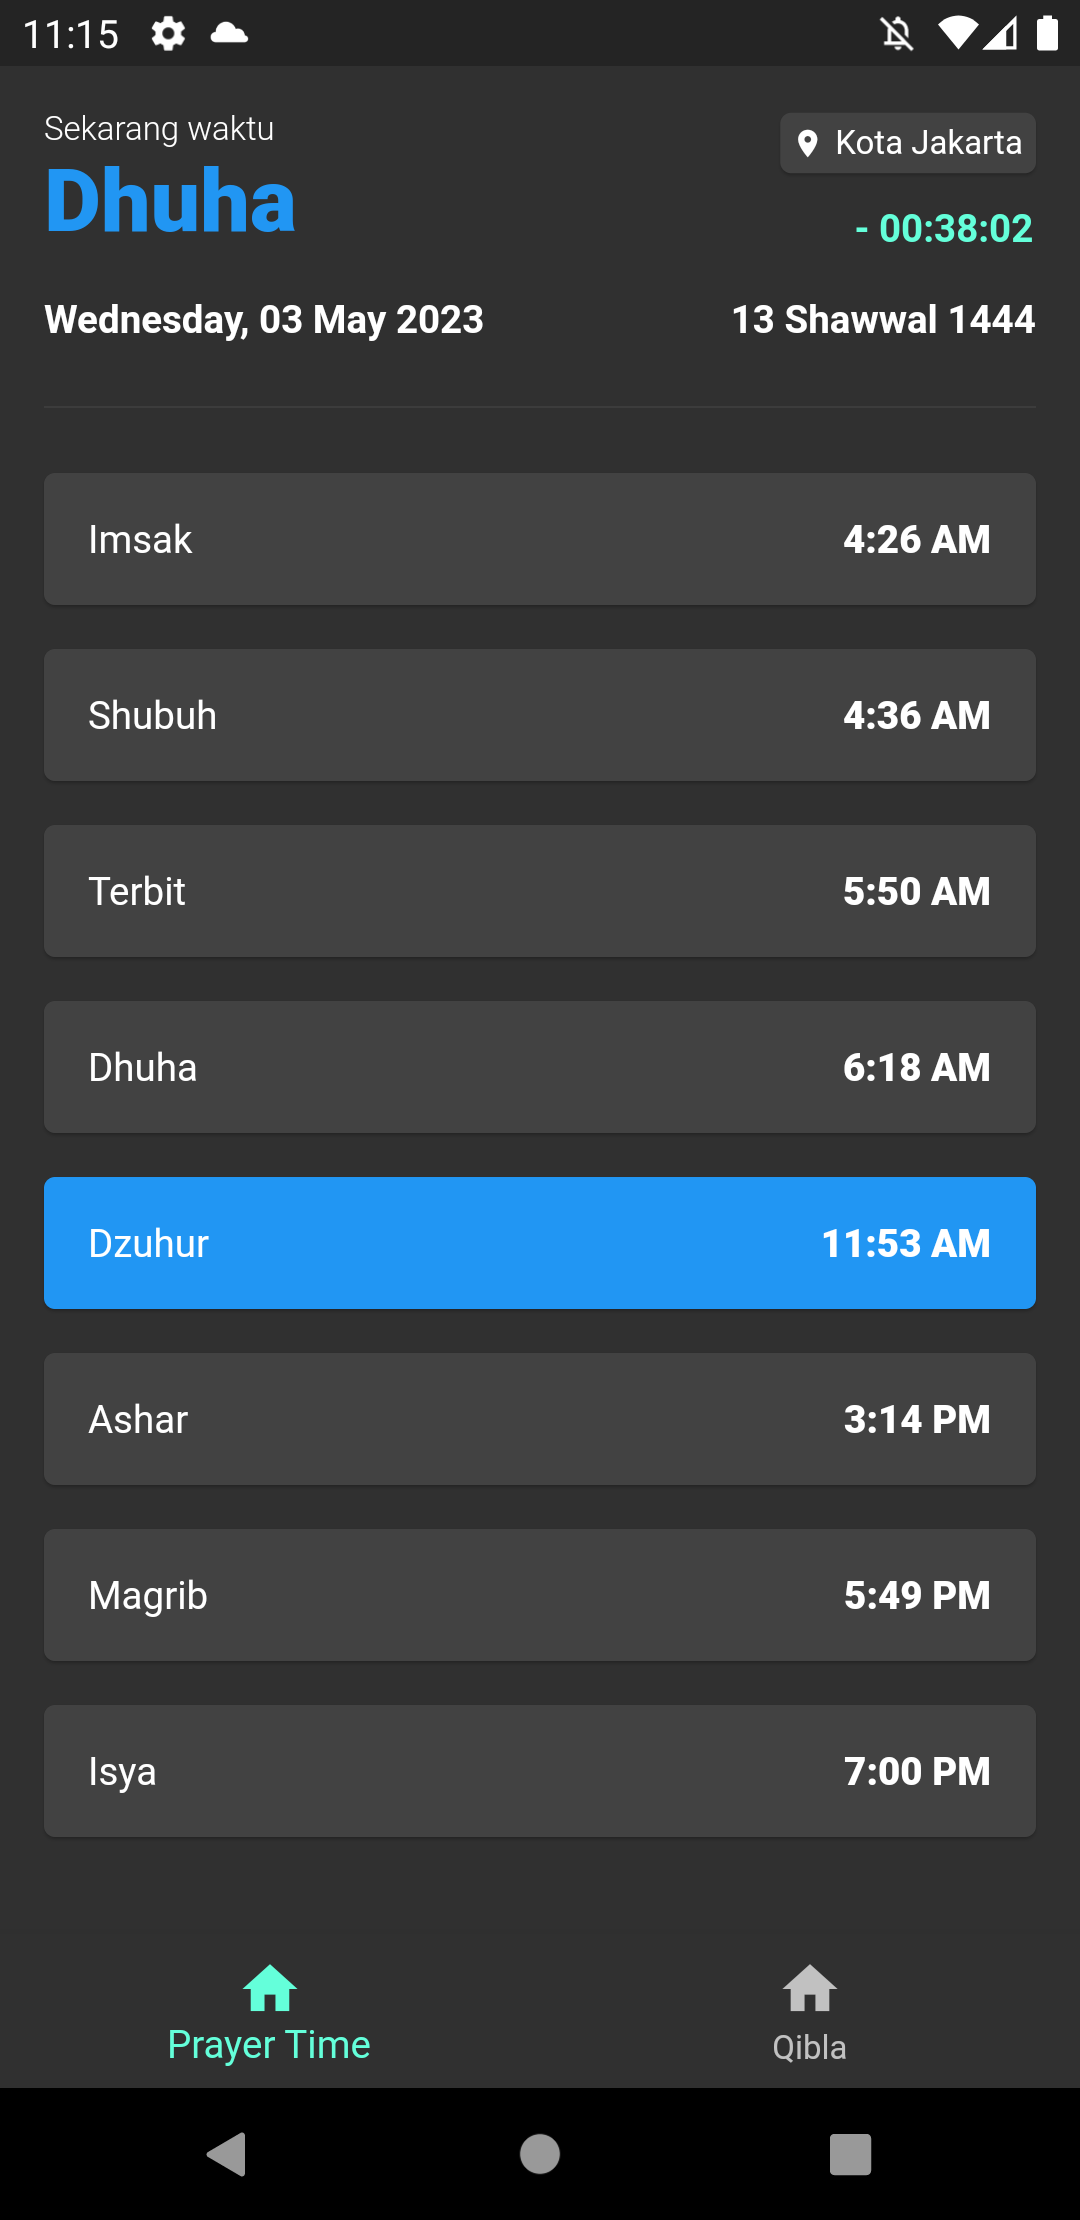 11:15
Sekarang waktu
Dhuha
Kota Jakarta
- 00:38:02
Wednesday, 03 May 2023
13 Shawwal 1444
Imsak 4:26 AM
Shubuh 4:36 AM
Terbit 5:50 AM
Dhuha 6:18 AM
Dzuhur 11:53 AM
Ashar 3:14 PM
Magrib 5:49 PM
Isya 7:00 PM
Prayer Time
Qibla